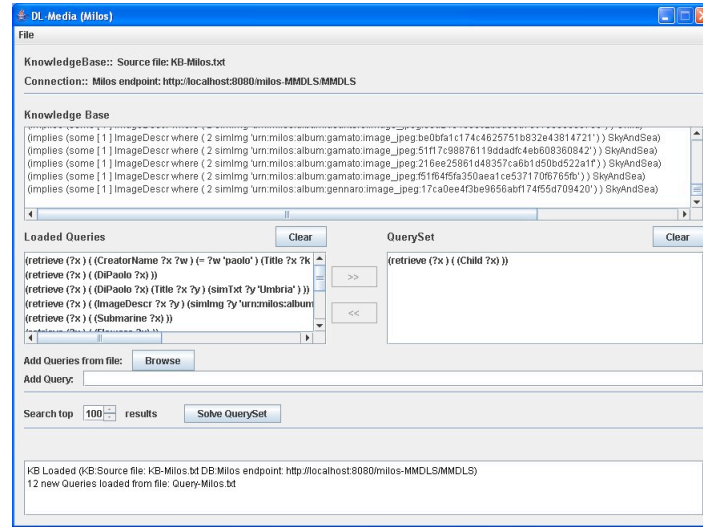 DL-Media (Milos)
File
KnowledgeBase:: Source file: KB-Milos.txt
Connection:: Milos endpoint: http://localhost:8080/milos-MMDLS/MMDLS
Knowledge Base
(implies (some [ 1 ] ImageDescr where ( 2 simImg 'urn:milos:album:gamato:image_jpeg:be0bfa1c174c4625751b832e43814721' ) ) SkyAndSea)
(implies (some [ 1 ] ImageDescr where ( 2 simImg 'urn:milos:album:gamato:image_jpeg:51f17c98876119ddadfc4eb608360842' ) ) SkyAndSea)
(implies (some [ 1 ] ImageDescr where ( 2 simImg 'urn:milos:album:gamato:image_jpeg:216ee25861d48357ca6b1d50bd522a1f' ) ) SkyAndSea)
(implies (some [ 1 ] ImageDescr where ( 2 simImg 'urn:milos:album:gamato:image_jpeg:f51f64f5fa350aea1ce537170f6765fb' ) ) SkyAndSea)
(implies (some [ 1 ] ImageDescr where ( 2 simImg 'urn:milos:album:gennaro:image_jpeg:17ca0ee4f3be9656abf174f55d709420' ) ) SkyAndSea)
Loaded Queries Clear QuerySet Clear
(retrieve (?x ) ( (CreatorName ?x ?w ) (= ?w 'paolo' ) (Title ?x ?k
(retrieve (?x ) ( (DiPaolo ?x) ))
(retrieve (?x ) ( (DiPaolo ?x) (Title ?x ?y ) (simTxt ?y 'Umbria' ) ))
(retrieve (?x ) ( (ImageDescr ?x ?y ) (simImg ?y 'urn:milos:album
(retrieve (?x ) ( (Submarine ?x) ))
(retrieve (?x ) ( (Child ?x) ))
>>
<<
Add Queries from file: Browse
Add Query:
Search top 100 results Solve QuerySet
KB Loaded (KB:Source file: KB-Milos.txt DB:Milos endpoint: http://localhost:8080/milos-MMDLS/MMDLS)
12 new Queries loaded from file: Query-Milos.txt